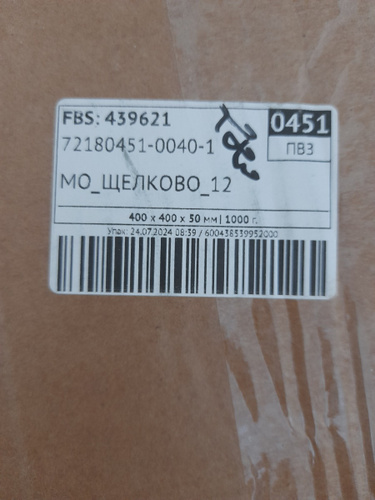 FBS: 439621
0451
72180451-0040-1
ПВЗ
МО_ЩЕЛКОВО_12
400 x 400 x 50 мм | 1000 г.
Упак: 24.07.2024 08:39 / 600438539952000